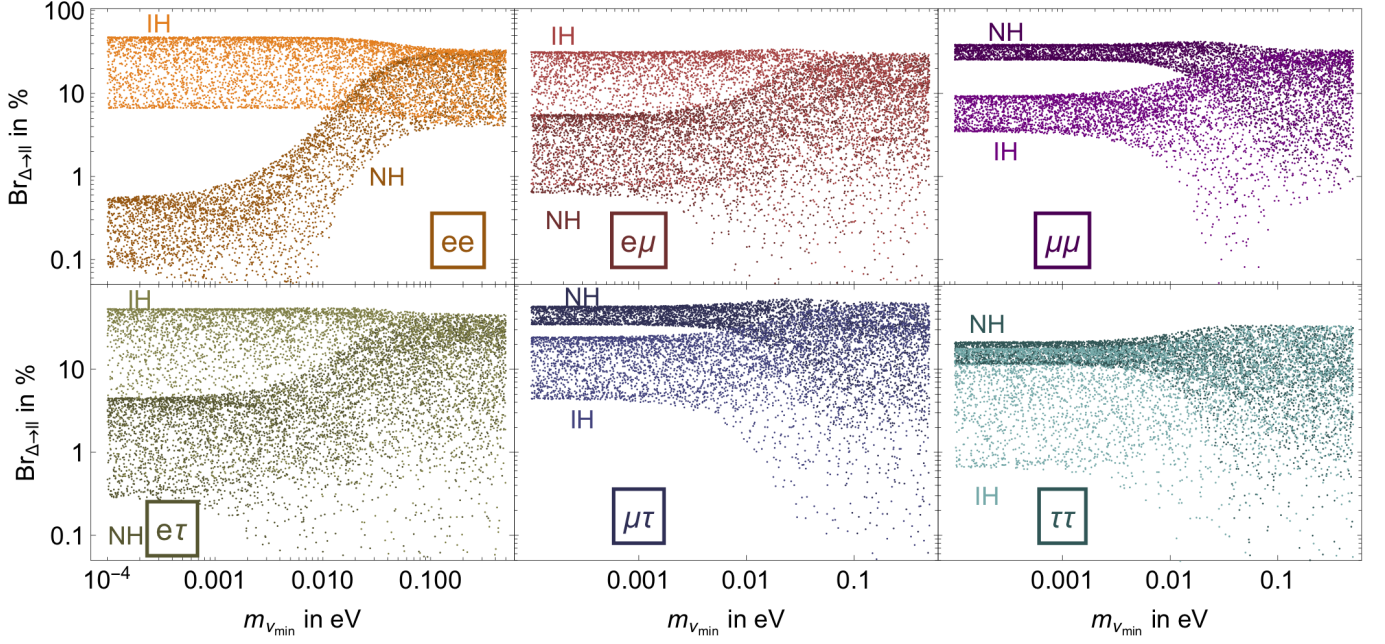 100
10
1
0.1
Br_{Δ→ll} in %
IH
NH
ee
IH
NH
eμ
NH
IH
μμ
10
1
0.1
Br_{Δ→ll} in %
IH
NH
eτ
NH
IH
μτ
NH
IH
ττ
10⁻⁴ 0.001 0.010 0.100
0.001 0.01 0.1
0.001 0.01 0.1
m_{ν_{min}} in eV
m_{ν_{min}} in eV
m_{ν_{min}} in eV